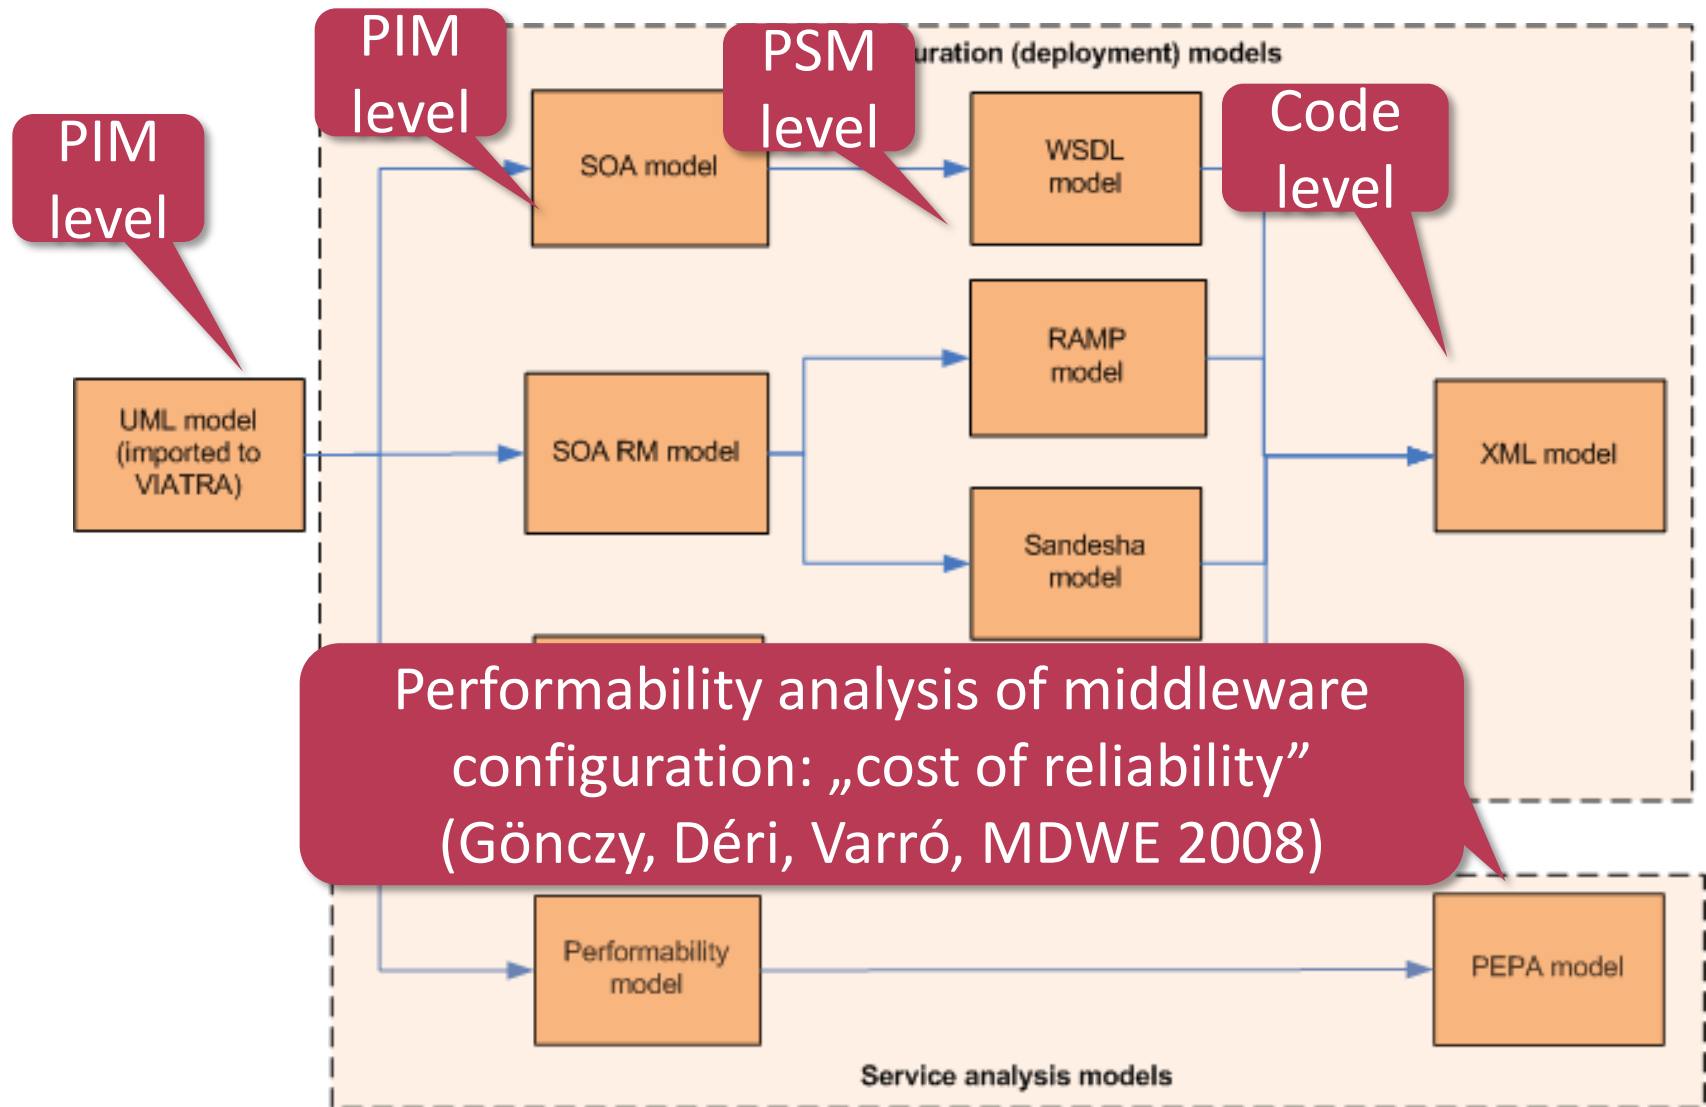 PIM
level
PIM
level
PSM
level
uration (deployment) models
Code
level
SOA model
WSDL
model
RAMP
model
UML model
(imported to
VIATRA)
SOA RM model
XML model
Sandesha
model
Performability analysis of middleware
configuration: „cost of reliability”
(Gönczy, Déri, Varró, MDWE 2008)
Performability
model
PEPA model
Service analysis models